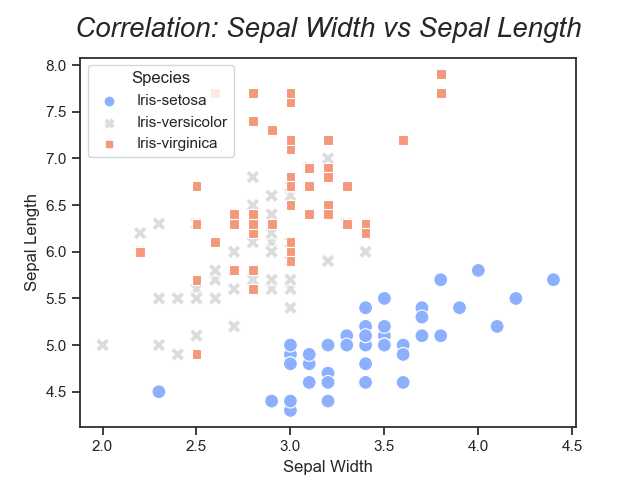 Correlation: Sepal Width vs Sepal Length
8.0
7.5
7.0
6.5
6.0
5.5
5.0
4.5
Sepal Length
Species
Iris-setosa
Iris-versicolor
Iris-virginica
2.0 2.5 3.0 3.5 4.0 4.5
Sepal Width